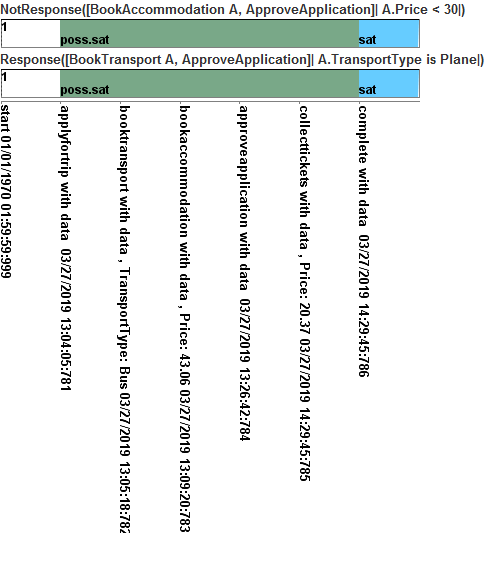 NotResponse([BookAccommodation A, ApproveApplication]| A.Price < 30|)
1
poss.sat
sat
Response([BookTransport A, ApproveApplication]| A.TransportType is Plane|)
1
poss.sat
sat
start 01/01/1970 01:59:59:999
applyfortrip with data  03/27/2019 13:04:05:781
booktransport with data , TransportType: Bus 03/27/2019 13:05:18:782
bookaccommodation with data , Price: 43.06 03/27/2019 13:09:20:783
approveapplication with data  03/27/2019 13:26:42:784
collecttickets with data , Price: 20.37 03/27/2019 14:29:45:785
complete with data  03/27/2019 14:29:45:786